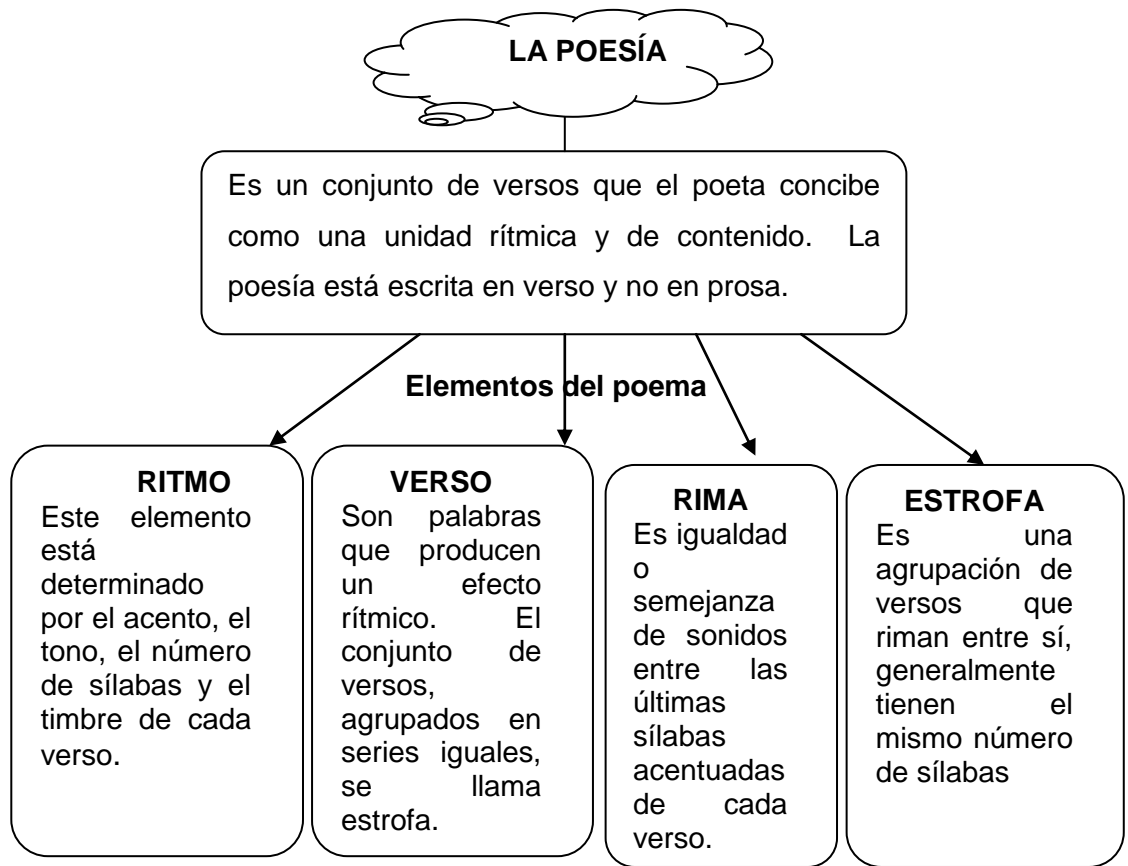 LA POESÍA
Es un conjunto de versos que el poeta concibe
como una unidad rítmica y de contenido. La
poesía está escrita en verso y no en prosa.
Elementos del poema
RITMO
Este elemento
está
determinado
por el acento, el
tono, el número
de sílabas y el
timbre de cada
verso.
VERSO
Son palabras
que producen
un efecto
rítmico. El
conjunto de
versos,
agrupados en
series iguales,
se llama
estrofa.
RIMA
Es igualdad
o
semejanza
de sonidos
entre las
últimas
sílabas
acentuadas
de cada
verso.
ESTROFA
Es una
agrupación de
versos que
riman entre sí,
generalmente
tienen el
mismo número
de sílabas